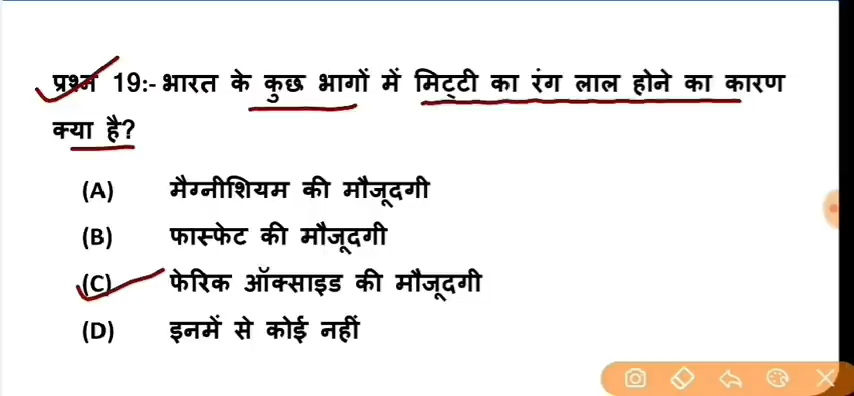 प्रश्न 19:- भारत के कुछ भागों में मिट्टी का रंग लाल होने का कारण
क्या है?
(A) मैग्नीशियम की मौजूदगी
(B) फास्फेट की मौजूदगी
(C) फेरिक ऑक्साइड की मौजूदगी
(D) इनमें से कोई नहीं